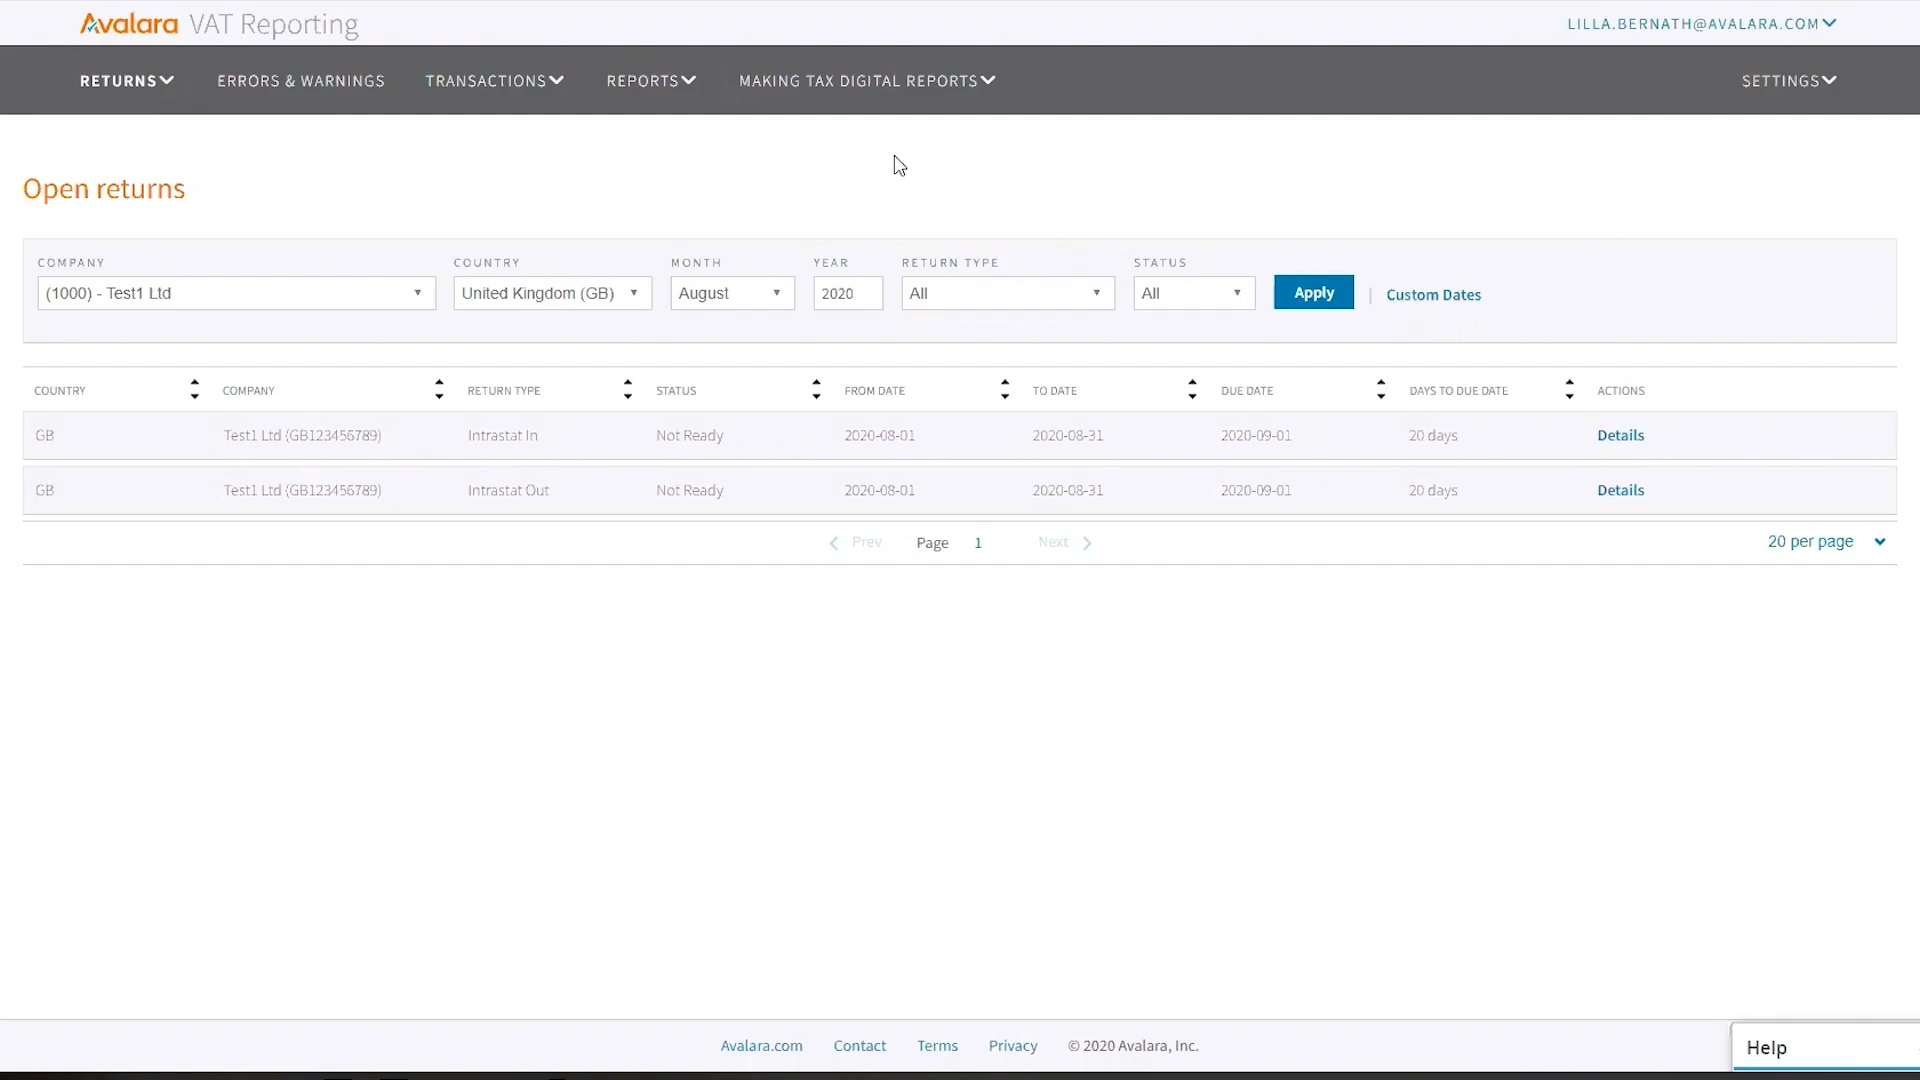 Avalara VAT Reporting
LILLA.BERNATH@AVALARA.COM
RETURNS ERRORS & WARNINGS TRANSACTIONS REPORTS MAKING TAX DIGITAL REPORTS SETTINGS
Open returns
COMPANY COUNTRY MONTH YEAR RETURN TYPE STATUS
(1000) - Test1 Ltd United Kingdom (GB) August 2020 All All Apply | Custom Dates
COUNTRY COMPANY RETURN TYPE STATUS FROM DATE TO DATE DUE DATE DAYS TO DUE DATE ACTIONS
GB Test1 Ltd (GB123456789) Intrastat In Not Ready 2020-08-01 2020-08-31 2020-09-01 20 days Details
GB Test1 Ltd (GB123456789) Intrastat Out Not Ready 2020-08-01 2020-08-31 2020-09-01 20 days Details
Prev Page 1 Next 20 per page
Avalara.com Contact Terms Privacy © 2020 Avalara, Inc.
Help